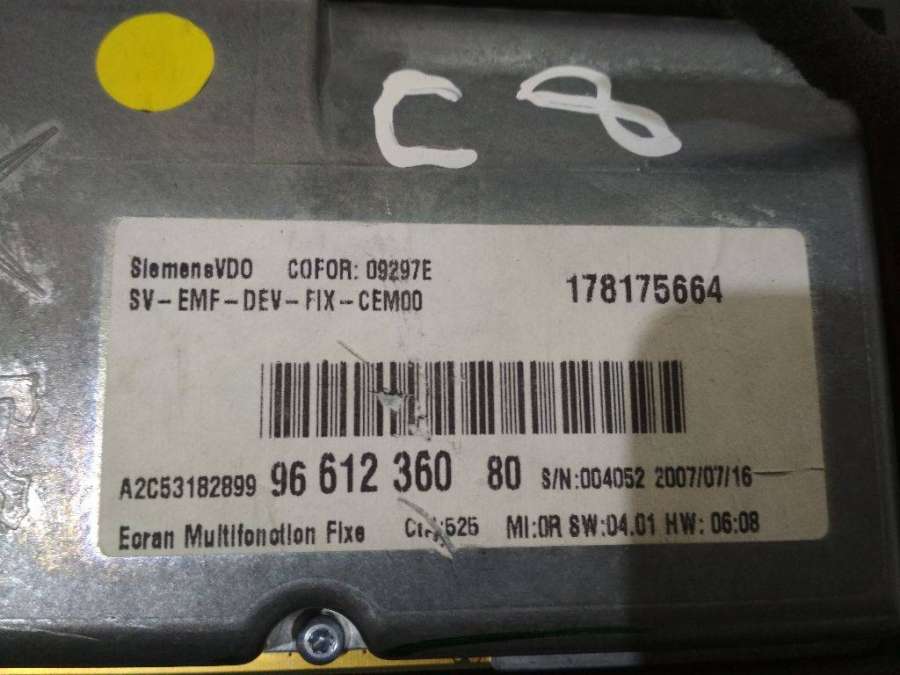 C8
SiemensVDO COFOR: 09297E
178175664
SV-EMF-DEV-FIX-CEM00
A2C53182899 96 612 360 80 S/N:004052 2007/07/16
Ecran Multifonction Fixe MI:0R SW:04.01 HW: 06:08